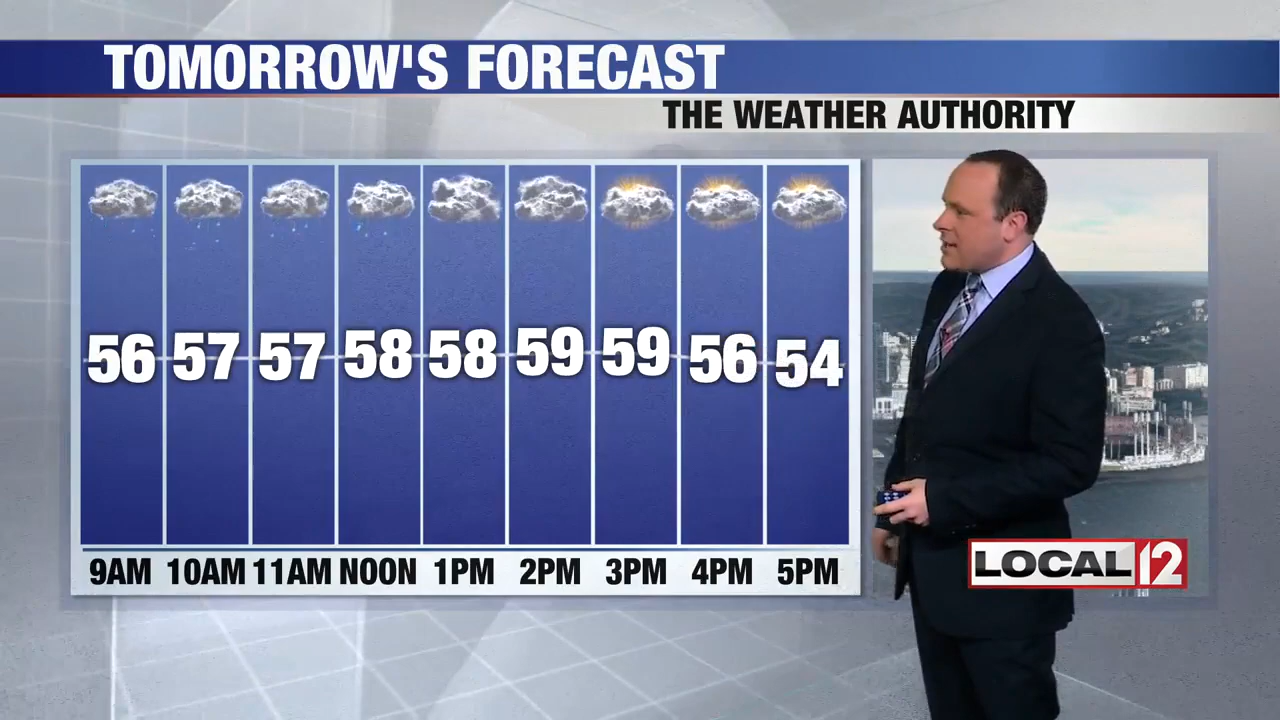 TOMORROW'S FORECAST
THE WEATHER AUTHORITY
56 57 57 58 58 59 59 56 54
9AM 10AM 11AM NOON 1PM 2PM 3PM 4PM 5PM
LOCAL 12